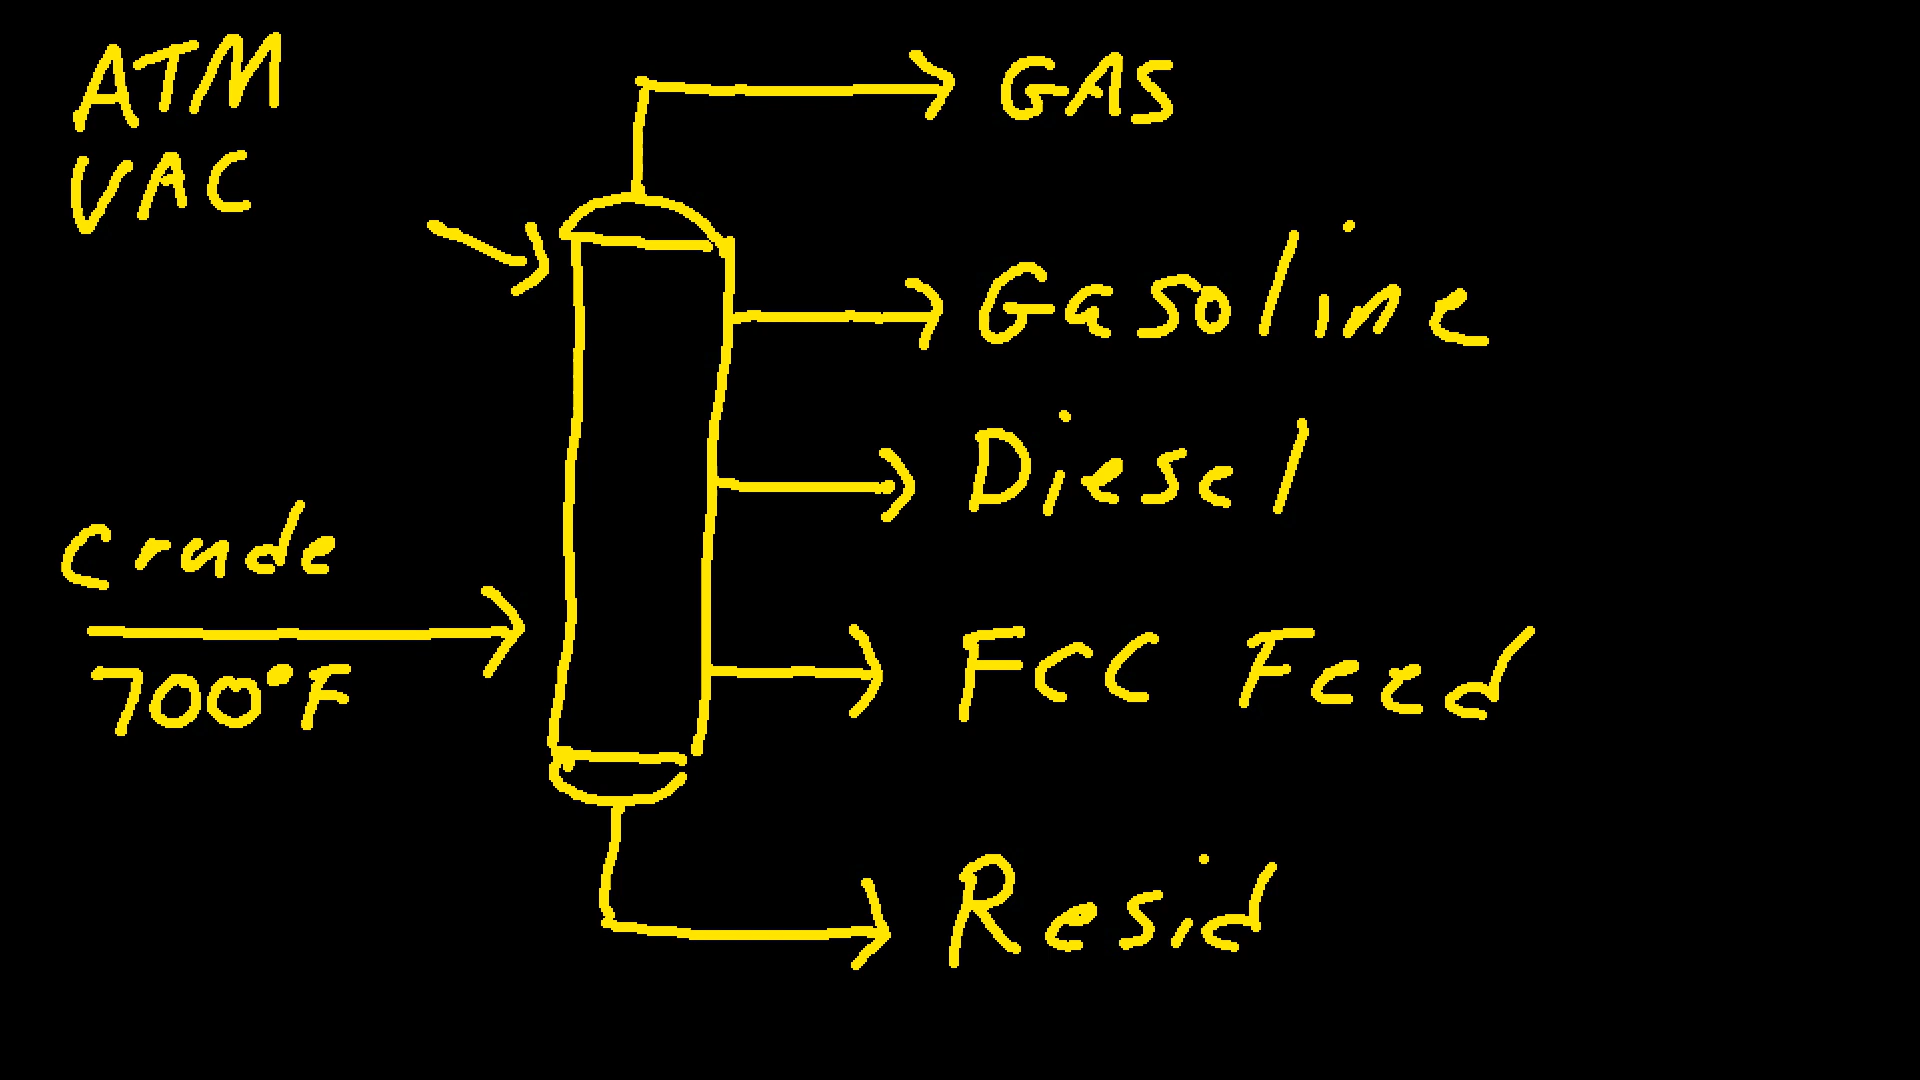 ATM
VAC
GAS
Gasoline
Diesel
Crude
700°F
FCC Feed
Resid